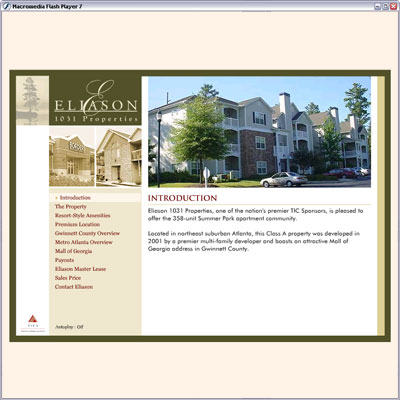 Macromedia Flash Player 7
E
ELIASON
1031 Properties
> Introduction
The Property
Resort-Style Amenities
Premium Location
Gwinnett County Overview
Metro Atlanta Overview
Mall of Georgia
Payouts
Eliason Master Lease
Sales Price
Contact Eliason
Autoplay : Off
INTRODUCTION
Eliason 1031 Properties, one of the nation's premier TIC Sponsors, is pleased to
offer the 358-unit Summer Park apartment community.
Located in northeast suburban Atlanta, this Class A property was developed in
2001 by a premier multi-family developer and boasts an attractive Mall of
Georgia address in Gwinnett County.